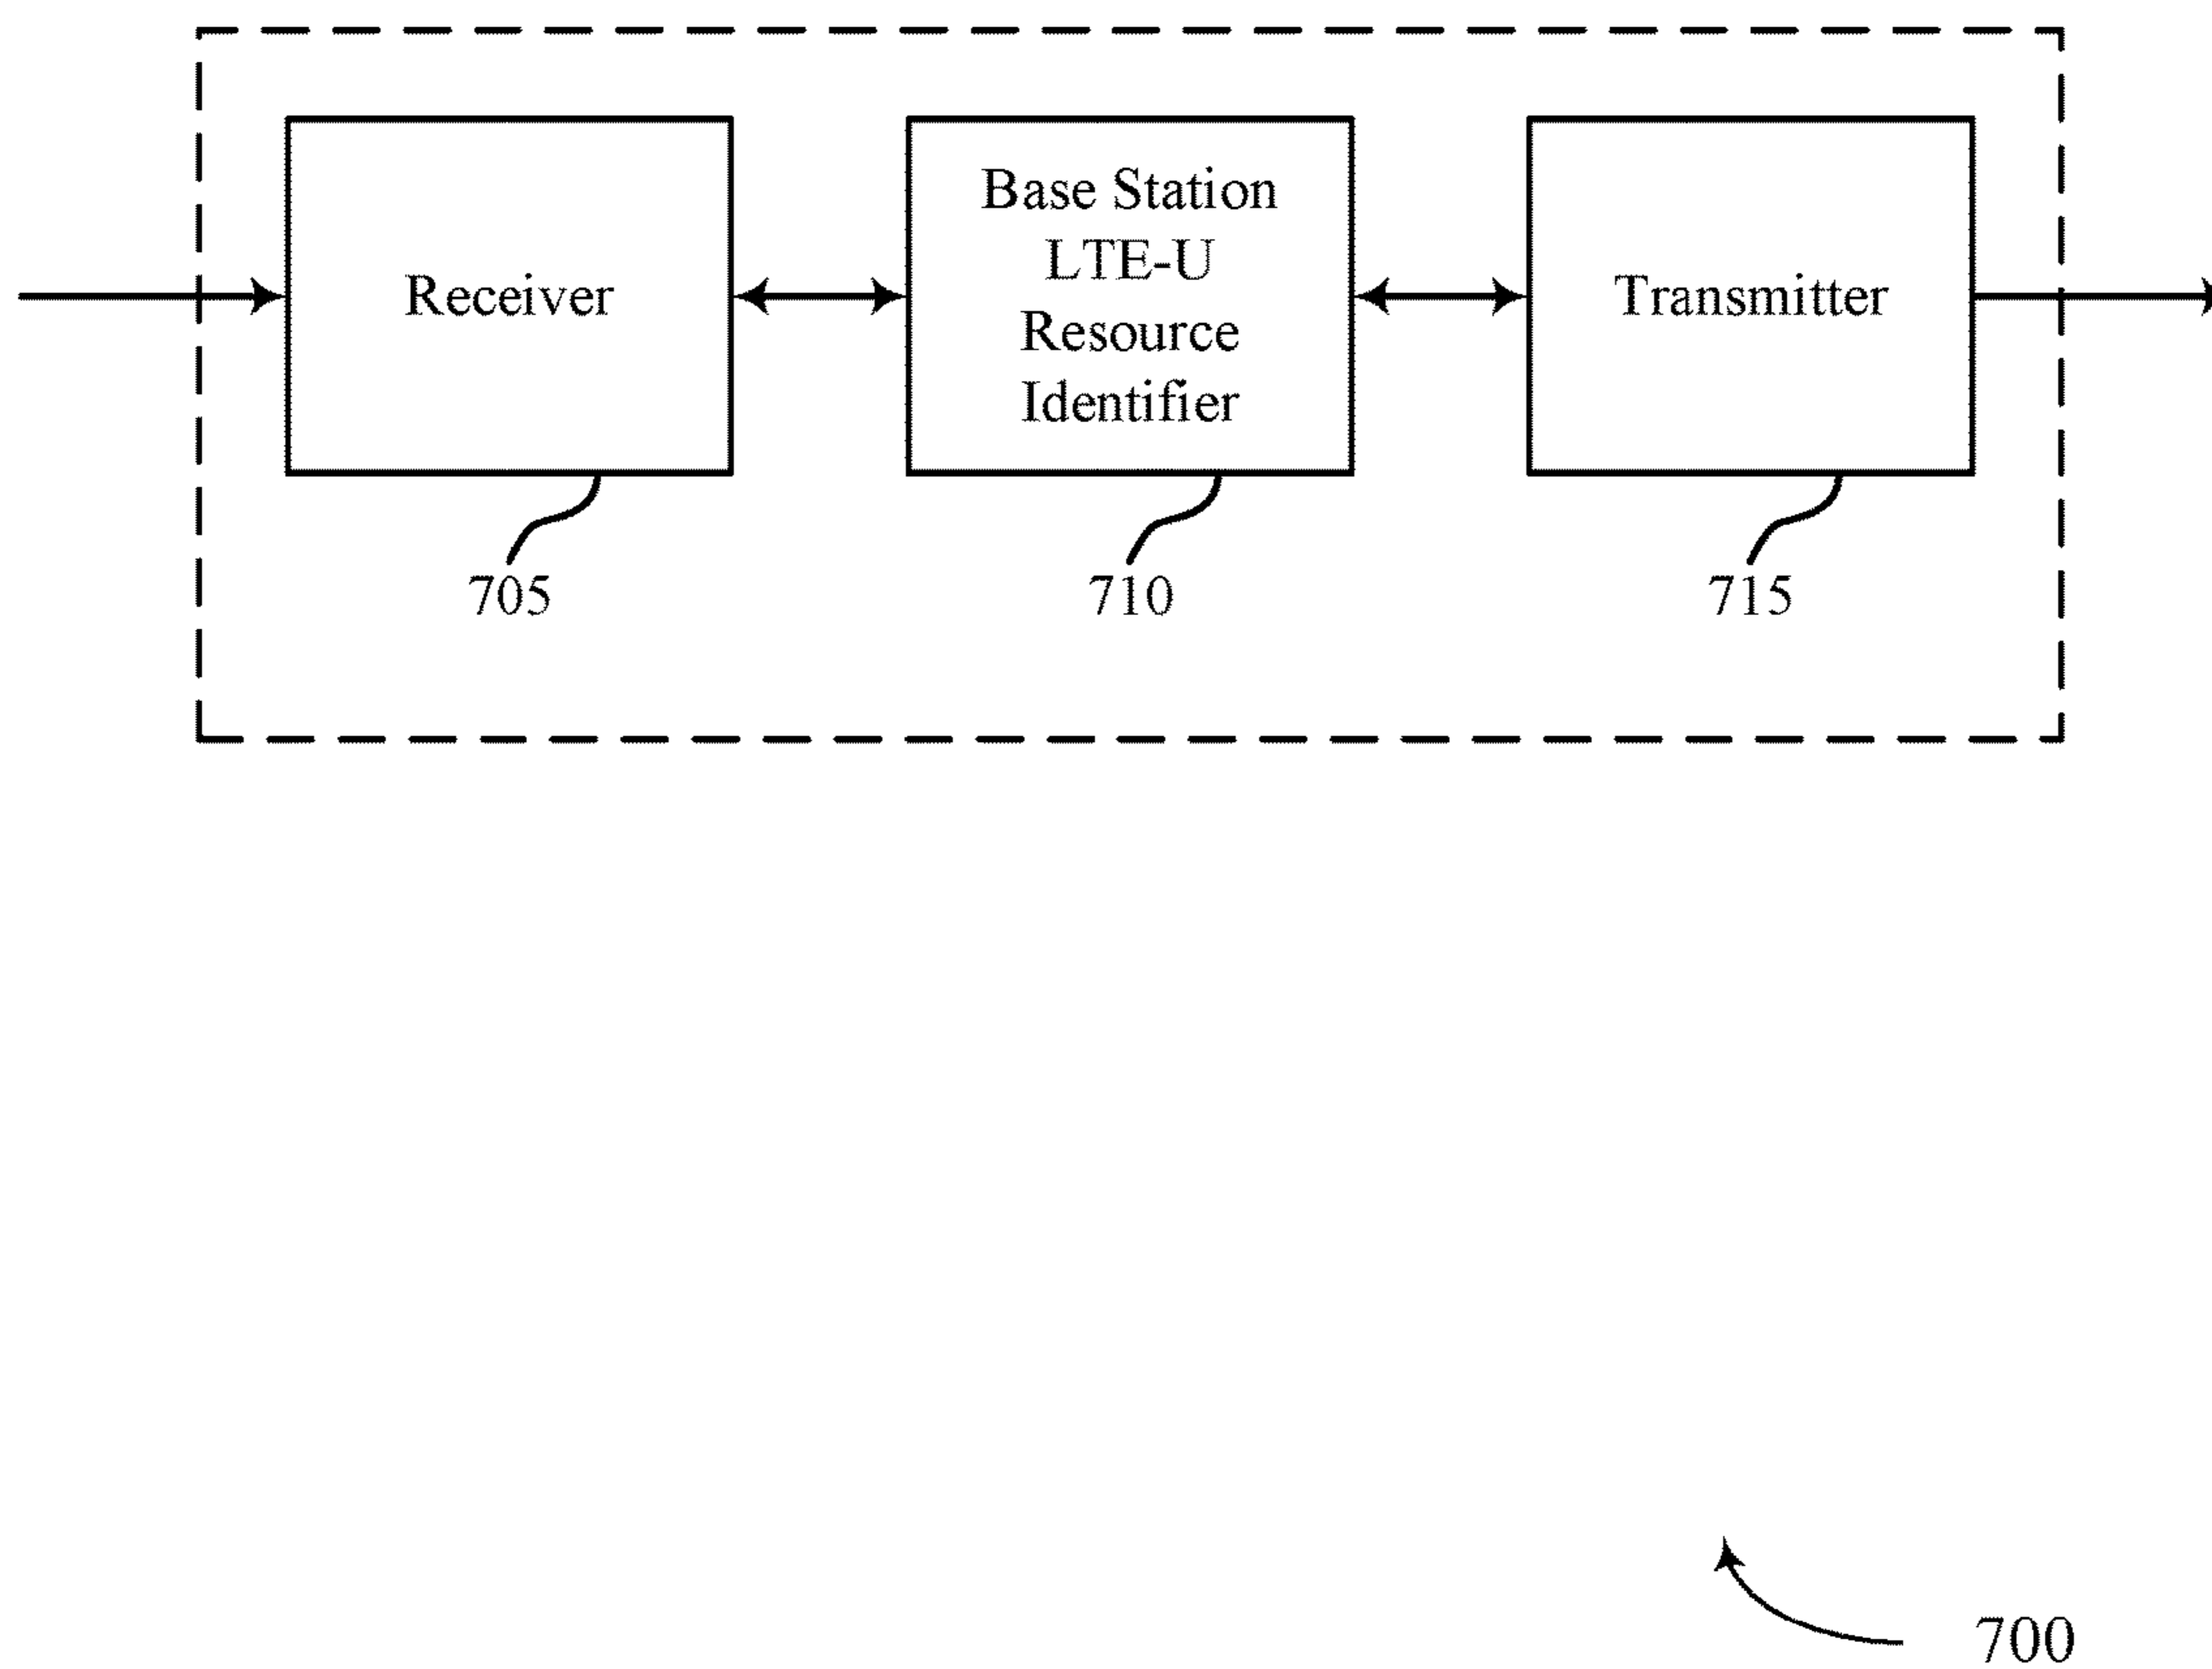 Receiver
Base Station
LTE-U
Resource
Identifier
Transmitter
705
710
715
700